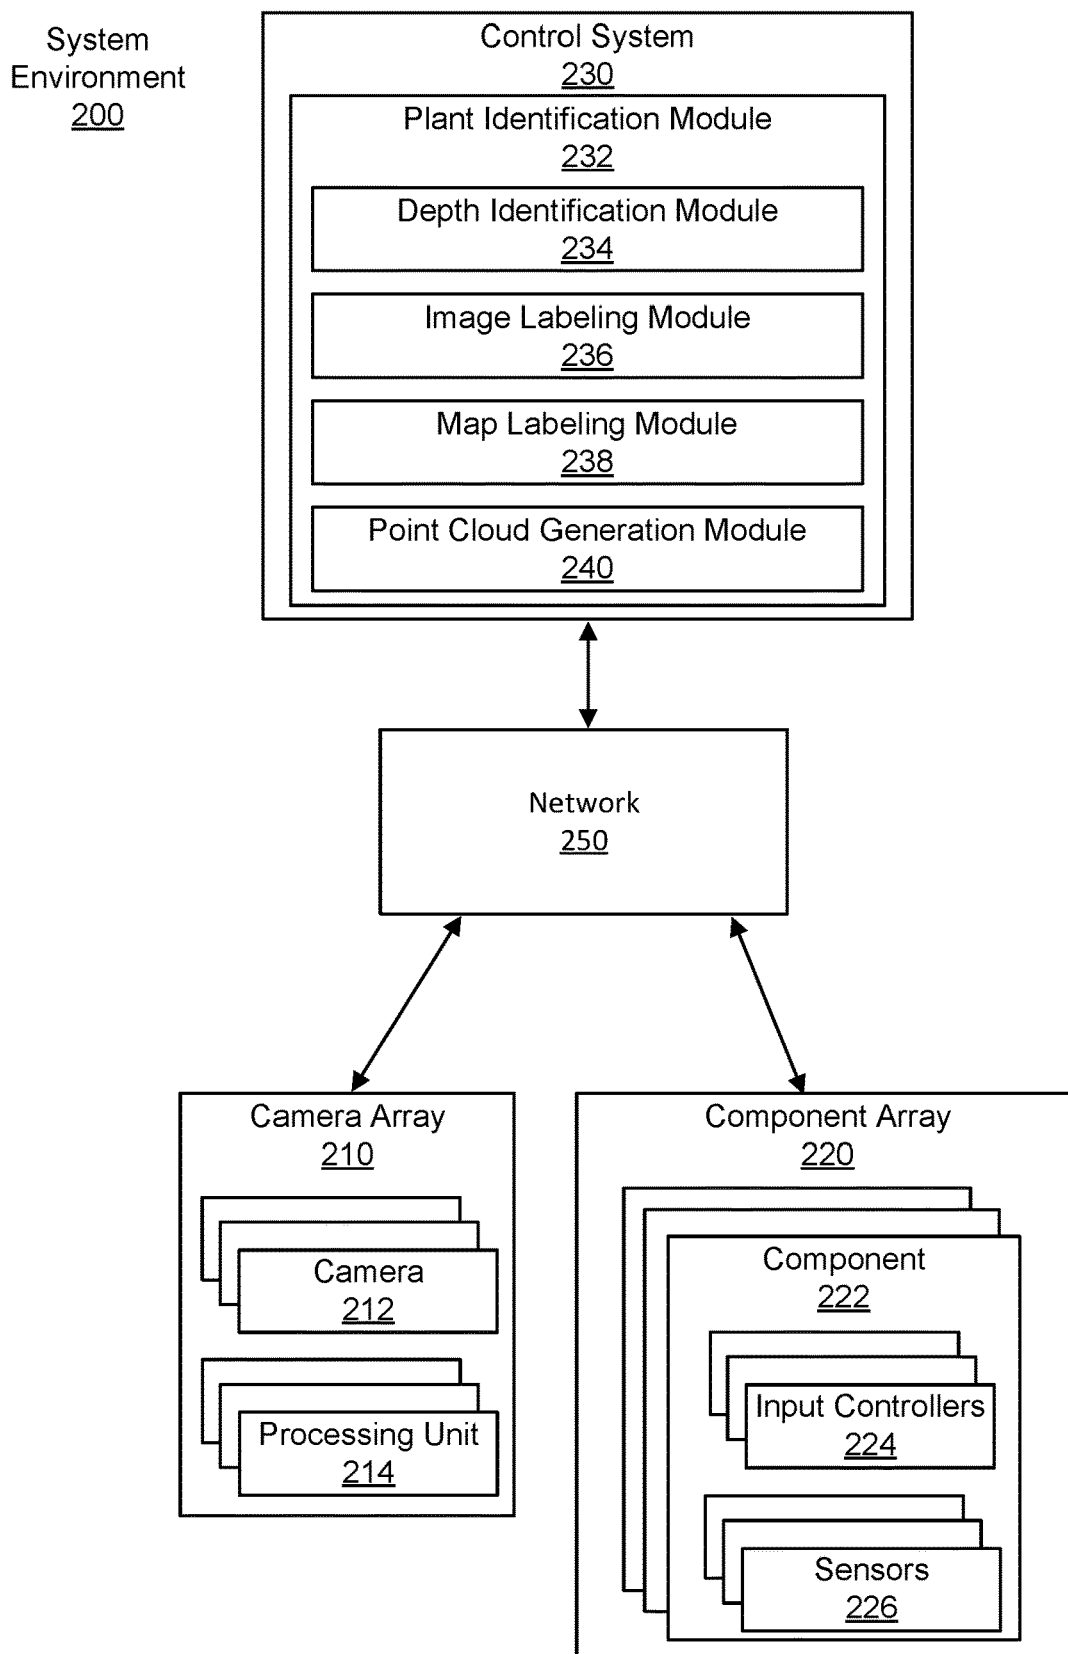 System
Environment
200
Control System
230
Plant Identification Module
232
Depth Identification Module
234
Image Labeling Module
236
Map Labeling Module
238
Point Cloud Generation Module
240
Network
250
Camera Array
210
Camera
212
Processing Unit
214
Component Array
220
Component
222
Input Controllers
224
Sensors
226